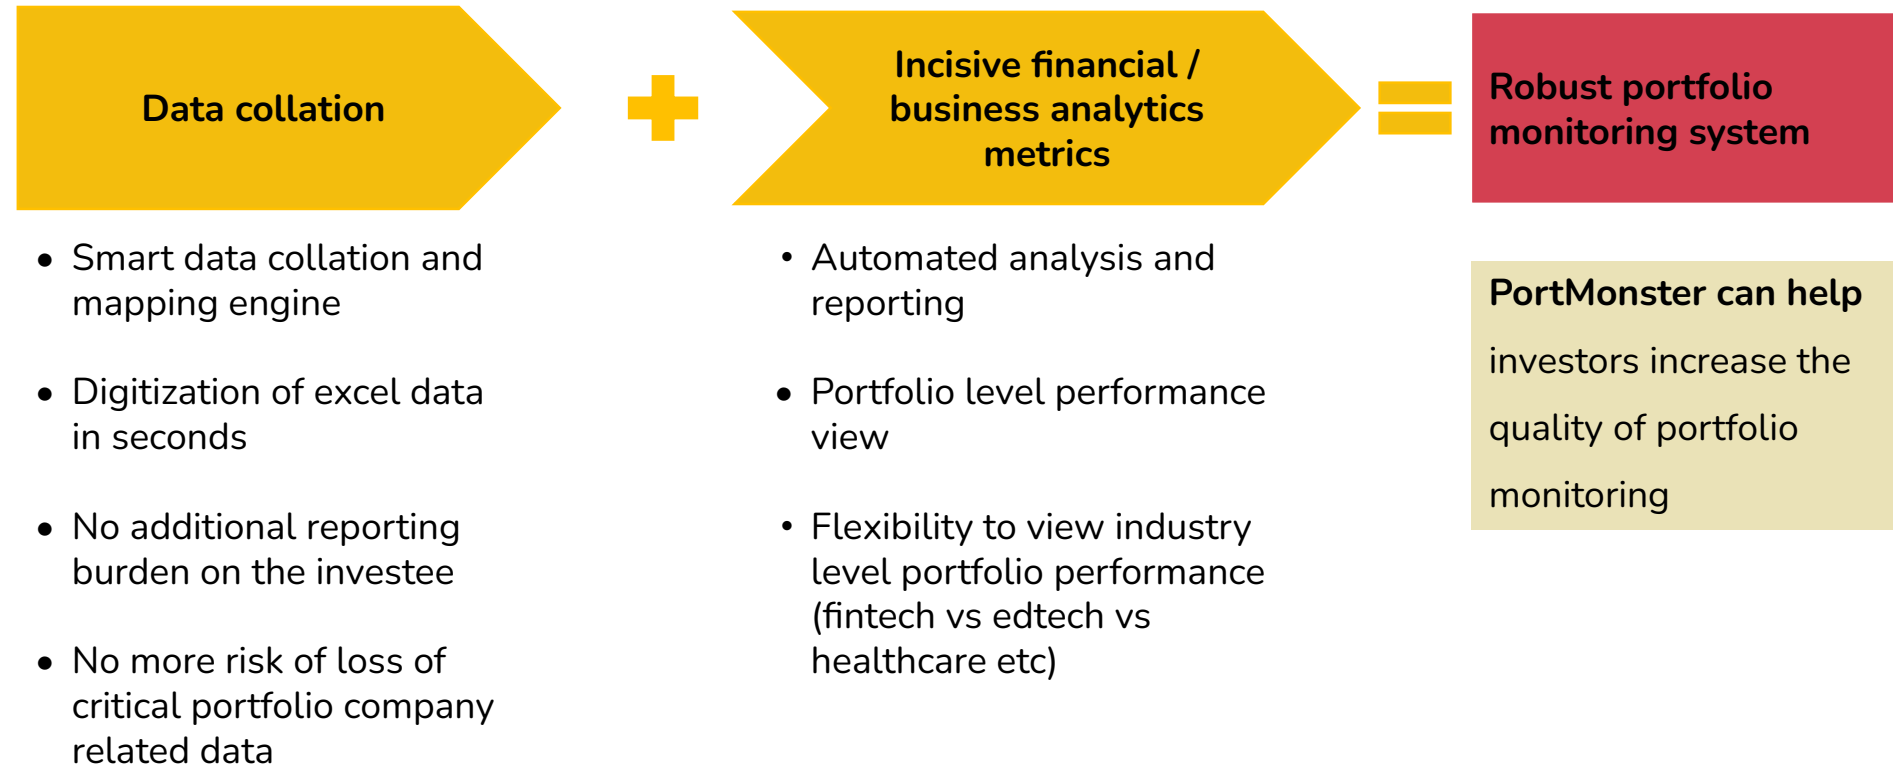 Data collation
Incisive financial /
business analytics
metrics
Robust portfolio
monitoring system
• Smart data collation and
mapping engine
• Digitization of excel data
in seconds
• No additional reporting
burden on the investee
• No more risk of loss of
critical portfolio company
related data
• Automated analysis and
reporting
• Portfolio level performance
view
• Flexibility to view industry
level portfolio performance
(fintech vs edtech vs
healthcare etc)
PortMonster can help
investors increase the
quality of portfolio
monitoring